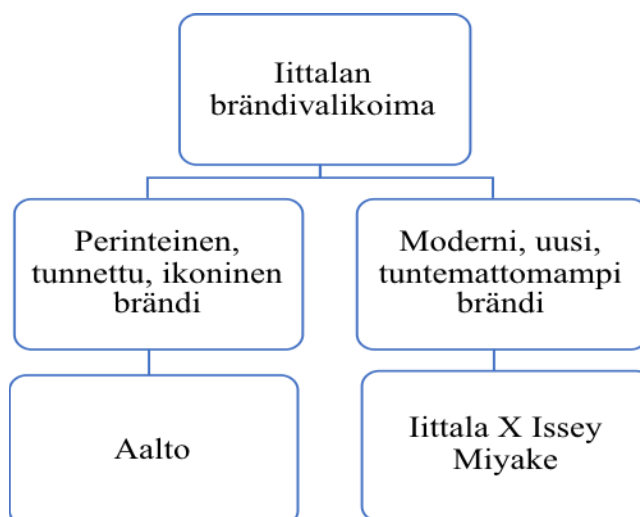 Iittalan
brändivalikoima
Perinteinen,
tunnettu, ikoninen
brändi
Moderni, uusi,
tuntemattomampi
brändi
Aalto
Iittala X Issey
Miyake